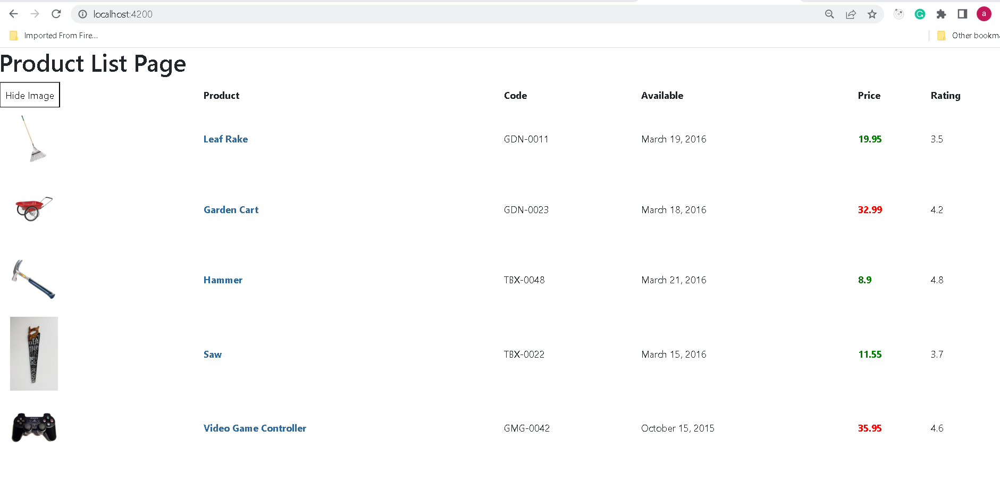 localhost:4200
a
Imported From Fire...
Other bookma
Product List Page
Hide Image Product Code Available Price Rating
Leaf Rake GDN-0011 March 19, 2016 19.95 3.5
Garden Cart GDN-0023 March 18, 2016 32.99 4.2
Hammer TBX-0048 March 21, 2016 8.9 4.8
Saw TBX-0022 March 15, 2016 11.55 3.7
Video Game Controller GMG-0042 October 15, 2015 35.95 4.6